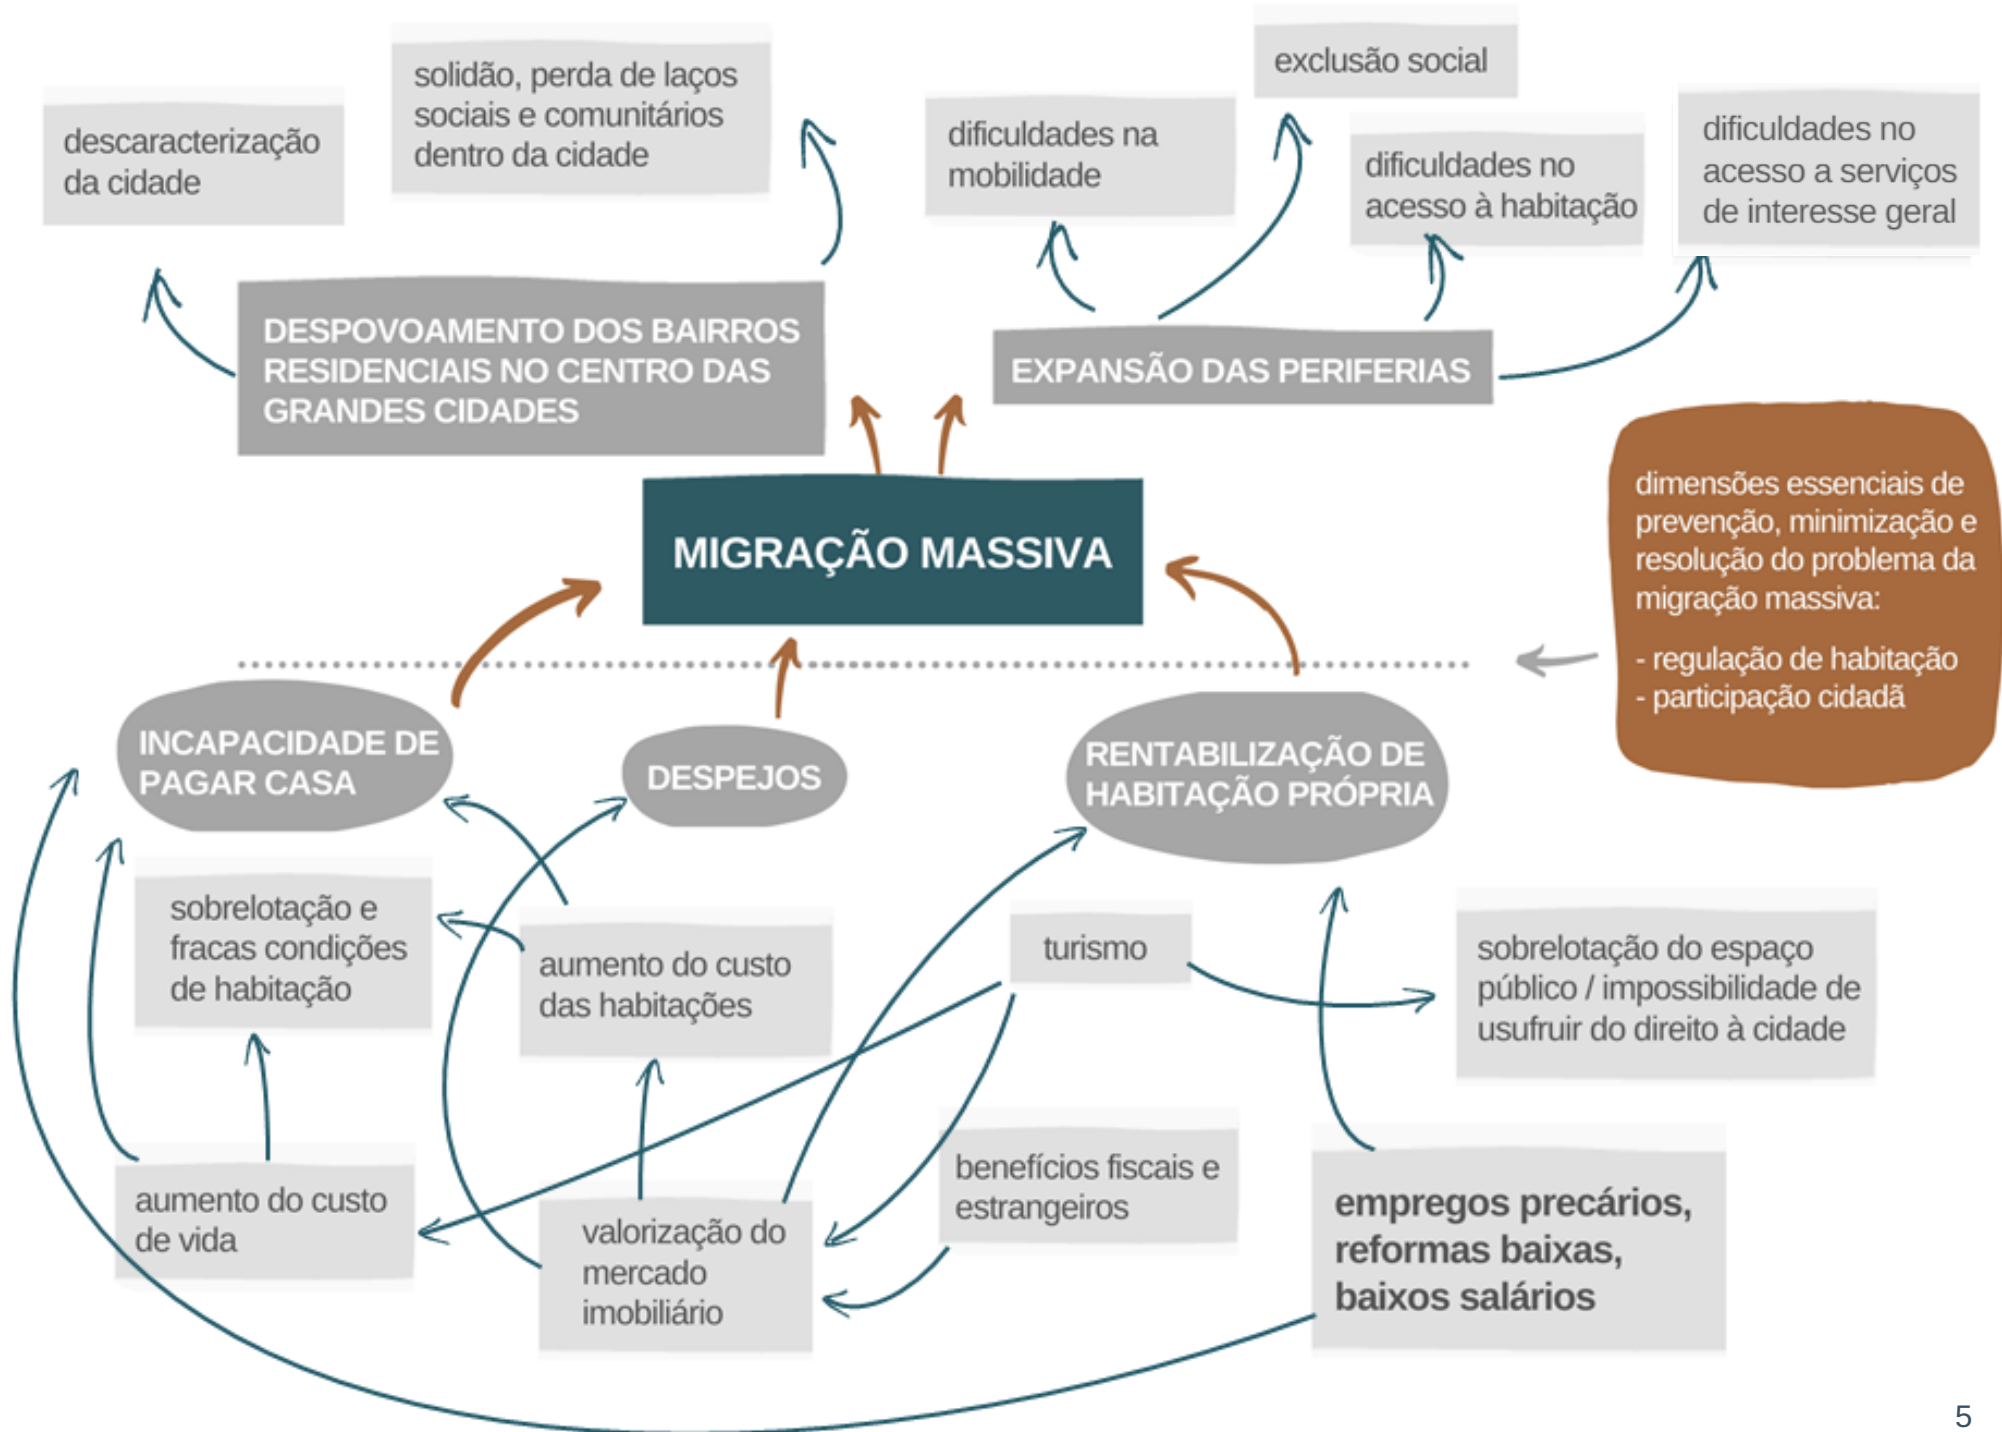 exclusão social
solidão, perda de laços
sociais e comunitários
dentro da cidade
descaracterização
da cidade
dificuldades na
mobilidade
dificuldades no
acesso à habitação
dificuldades no
acesso a serviços
de interesse geral
DESPOVOAMENTO DOS BAIRROS
RESIDENCIAIS NO CENTRO DAS
GRANDES CIDADES
EXPANSÃO DAS PERIFERIAS
MIGRAÇÃO MASSIVA
dimensões essenciais de
prevenção, minimização e
resolução do problema da
migração massiva:
- regulação de habitação
- participação cidadã
INCAPACIDADE DE
PAGAR CASA
DESPEJOS
RENTABILIZAÇÃO DE
HABITAÇÃO PRÓPRIA
sobrelotação e
fracas condições
de habitação
aumento do custo
das habitações
turismo
sobrelotação do espaço
público / impossibilidade de
usufruir do direito à cidade
aumento do custo
de vida
valorização do
mercado
imobiliário
benefícios fiscais e
estrangeiros
empregos precários,
reformas baixas,
baixos salários
5